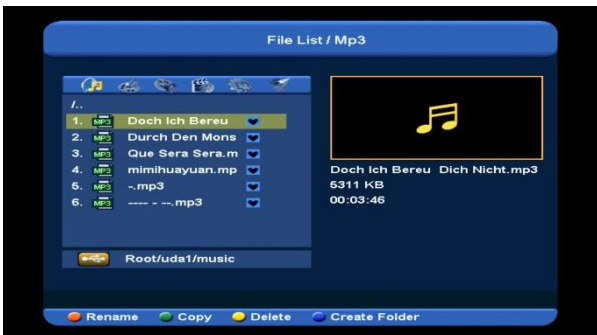 File List / Mp3
/..
1. MP3 Doch Ich Bereu
2. MP3 Durch Den Mons
3. MP3 Que Sera Sera.m
4. MP3 mimihuayuan.mp
5. MP3 -.mp3
6. MP3 ---- - --.mp3
Root/uda1/music
Doch Ich Bereu Dich Nicht.mp3
5311 KB
00:03:46
Rename Copy Delete Create Folder